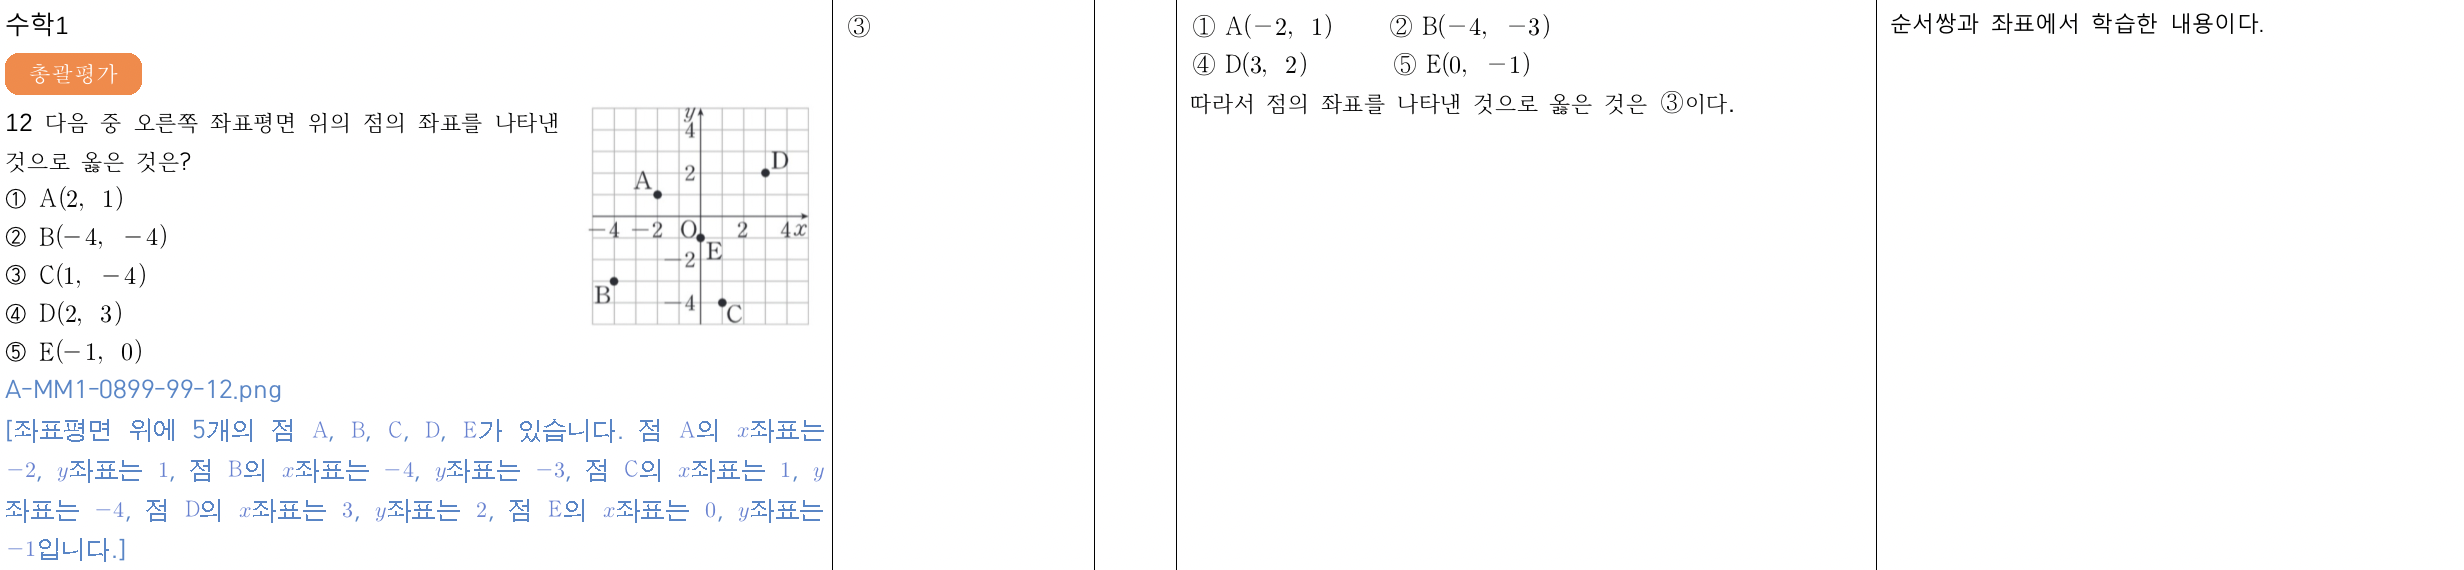 수학1
총괄평가
12 다음 중 오른쪽 좌표평면 위의 점의 좌표를 나타낸
것으로 옳은 것은?
① A(2, 1)
② B(−4, −4)
③ C(1, −4)
④ D(2, 3)
⑤ E(−1, 0)
y
4
D
A
2
−4 −2 O 2 4 x
E
−2
B
−4
C
A-MM1-0899-99-12.png
[좌표평면 위에 5개의 점 A, B, C, D, E가 있습니다. 점 A의 x좌표는
−2, y좌표는 1, 점 B의 x좌표는 −4, y좌표는 −3, 점 C의 x좌표는 1, y
좌표는 −4, 점 D의 x좌표는 3, y좌표는 2, 점 E의 x좌표는 0, y좌표는
−1입니다.]
③
① A(−2, 1) ② B(−4, −3)
④ D(3, 2) ⑤ E(0, −1)
따라서 점의 좌표를 나타낸 것으로 옳은 것은 ③이다.
순서쌍과 좌표에서 학습한 내용이다.